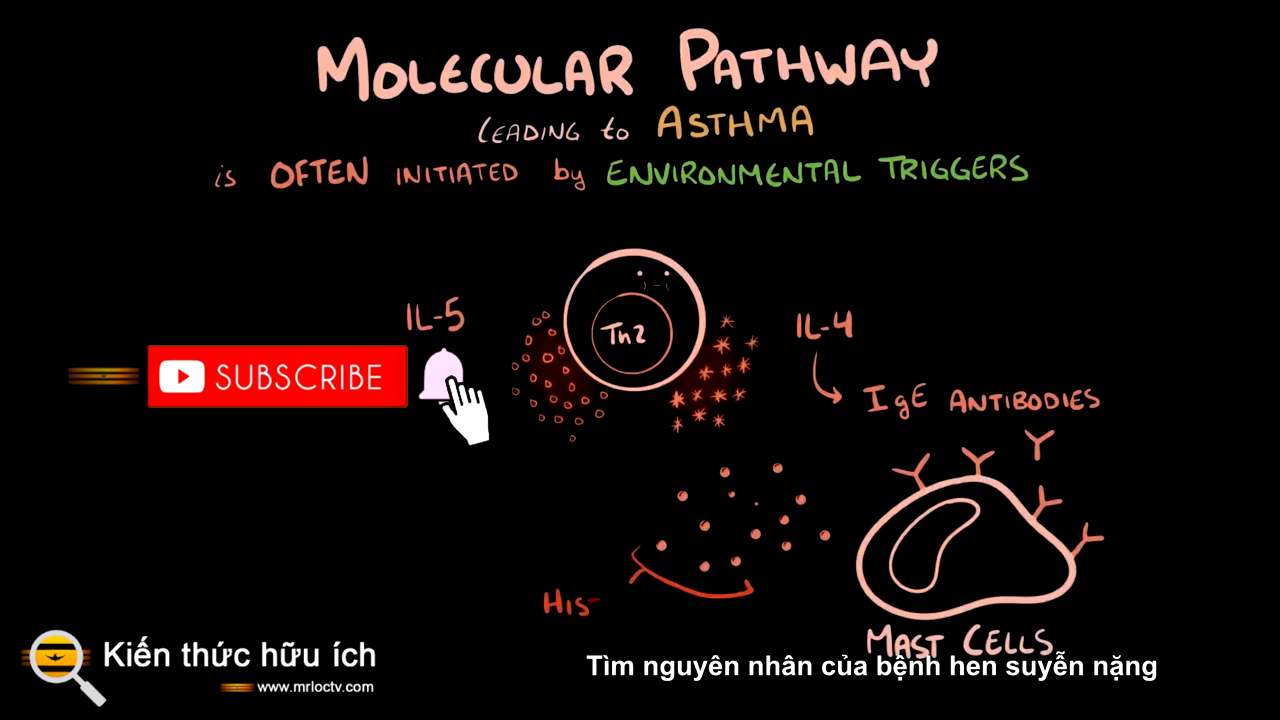 MOLECULAR PATHWAY
LEADING to ASTHMA
is OFTEN INITIATED by ENVIRONMENTAL TRIGGERS
IL-5
Th2
IL-4
SUBSCRIBE
IgE ANTIBODIES
HIS
MAST CELLS
Kiến thức hữu ích
www.mrloctv.com
Tìm nguyên nhân của bệnh hen suyễn nặng